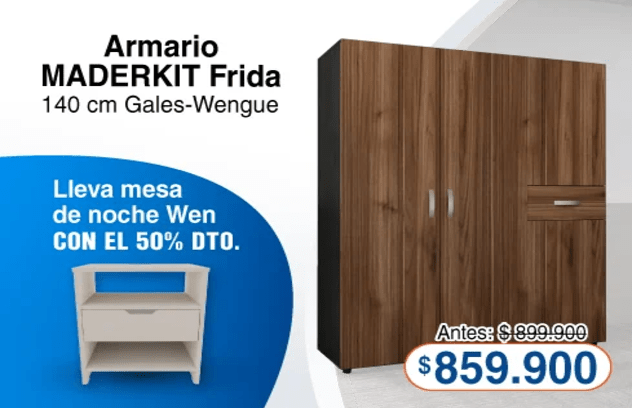 Armario
MADERKIT Frida
140 cm Gales-Wengue
Lleva mesa
de noche Wen
CON EL 50% DTO.
Antes: $ 899.900
$859.900